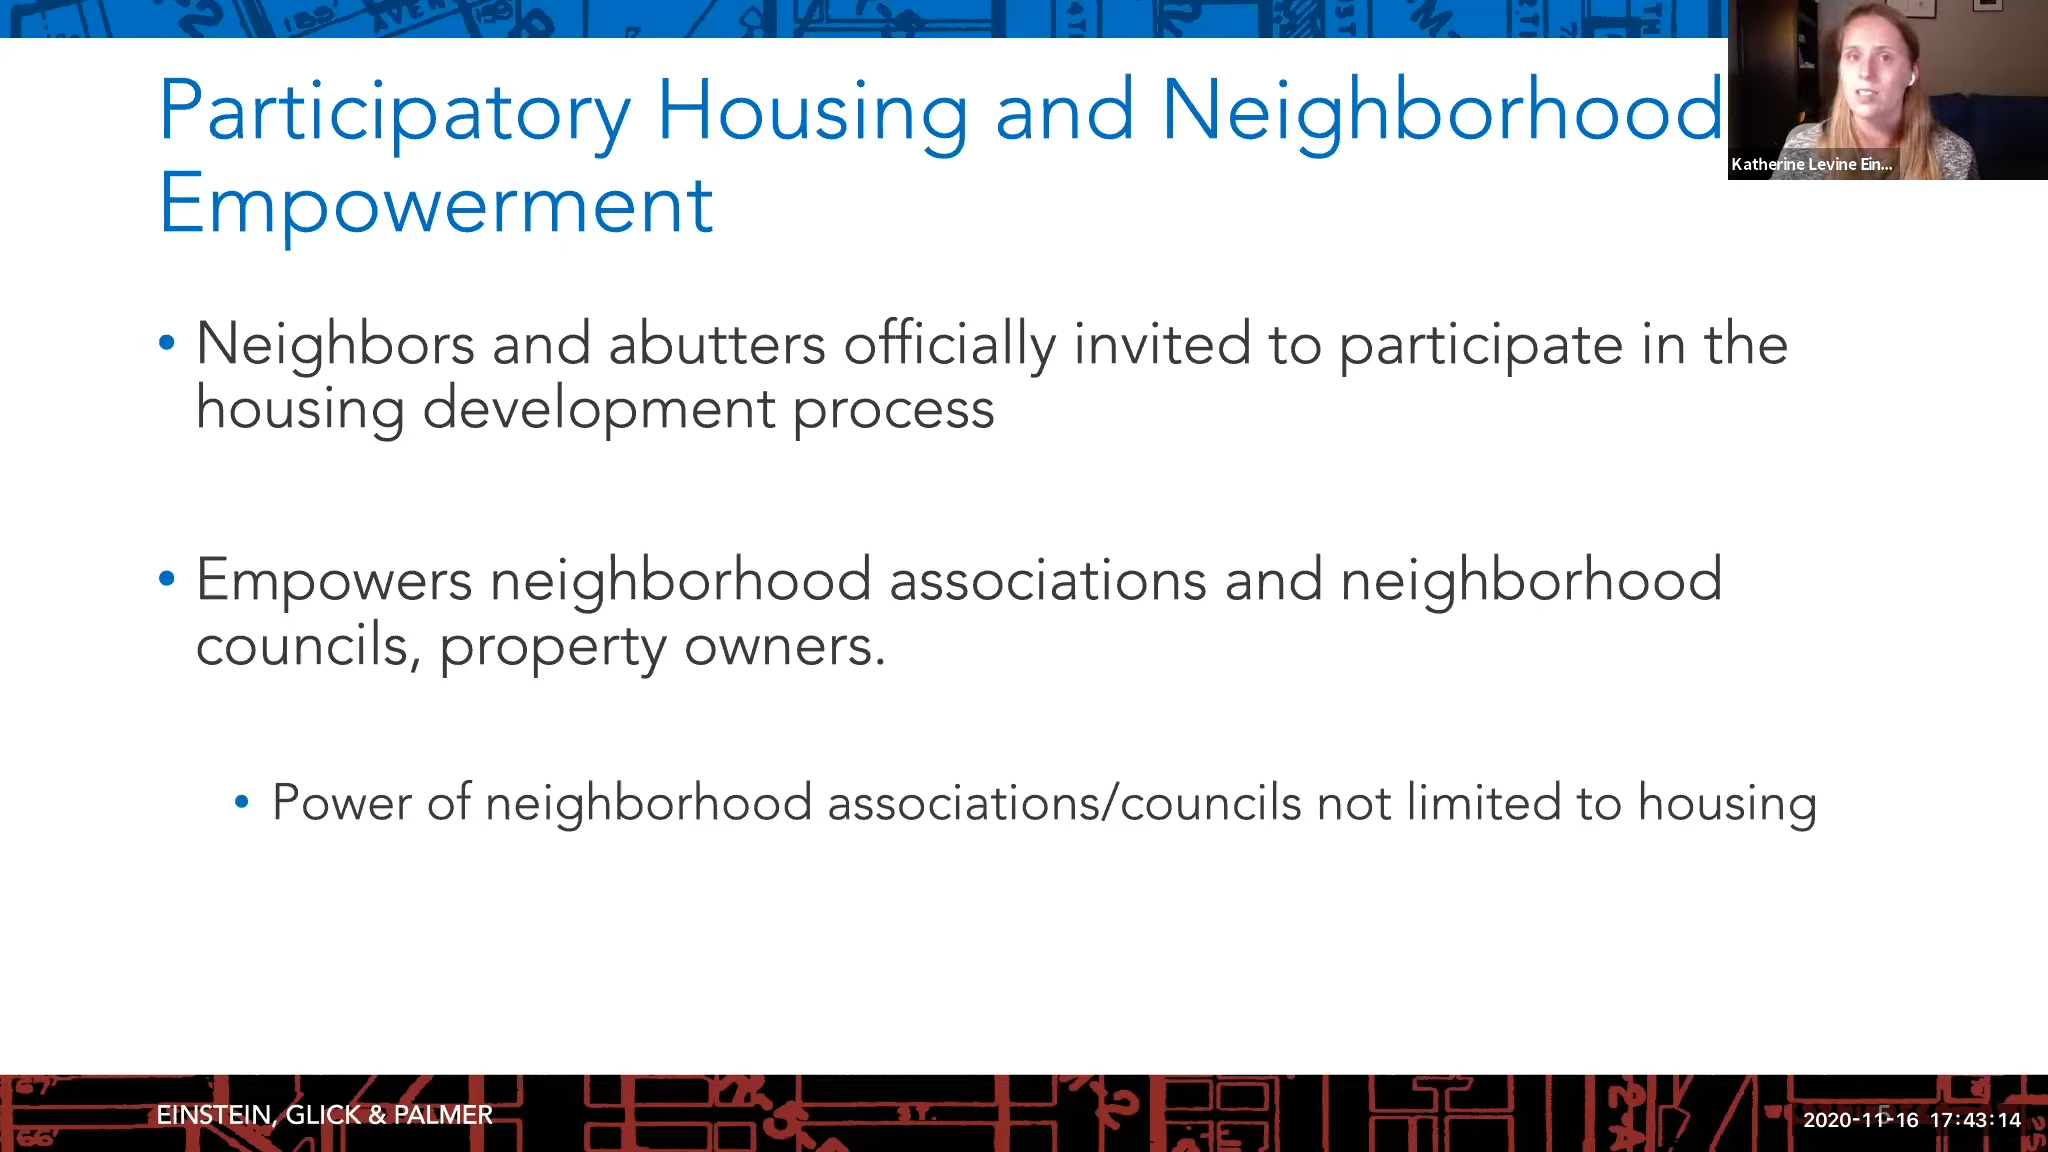 Participatory Housing and Neighborhood
Empowerment
Katherine Levine Ein...
• Neighbors and abutters officially invited to participate in the
housing development process
• Empowers neighborhood associations and neighborhood
councils, property owners.
• Power of neighborhood associations/councils not limited to housing
EINSTEIN, GLICK & PALMER
2020-11-16 17:43:14